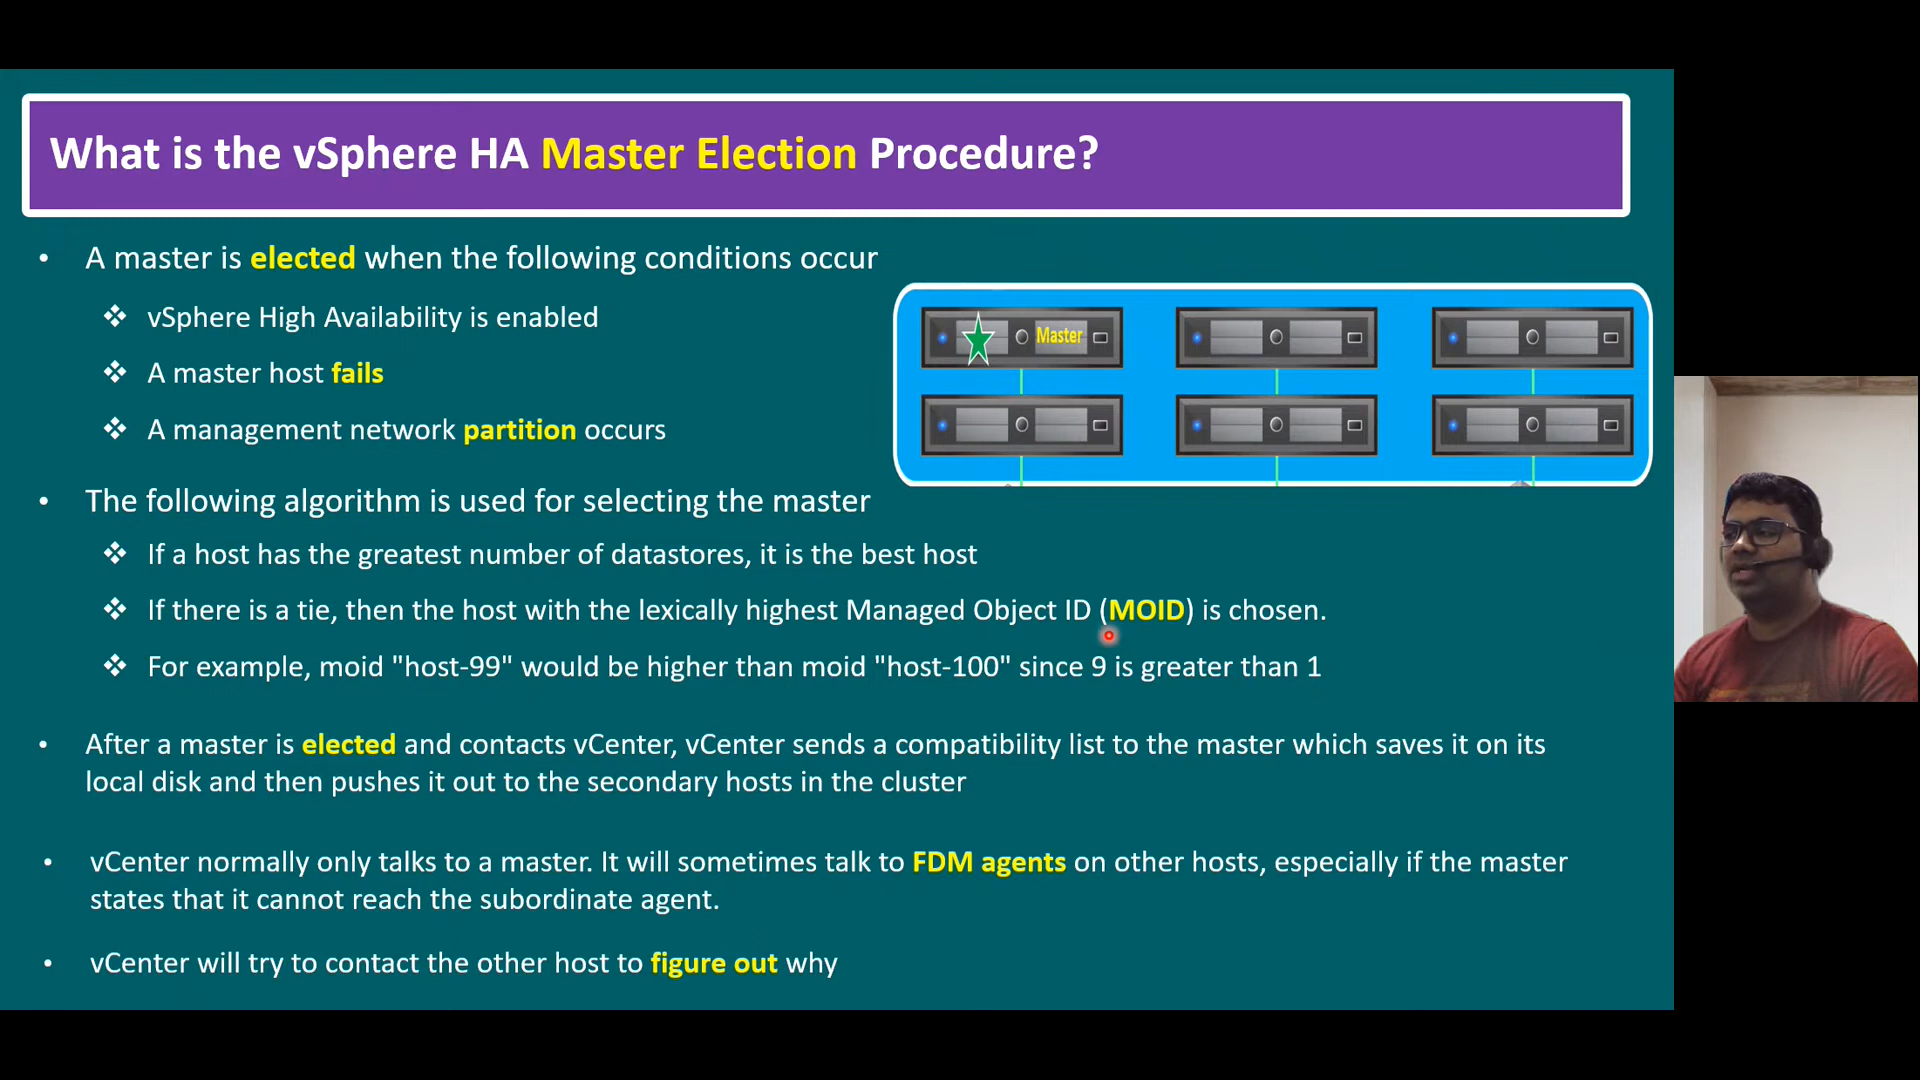 What is the vSphere HA Master Election Procedure?
• A master is elected when the following conditions occur
❖ vSphere High Availability is enabled
❖ A master host fails
❖ A management network partition occurs
Master
• The following algorithm is used for selecting the master
❖ If a host has the greatest number of datastores, it is the best host
❖ If there is a tie, then the host with the lexically highest Managed Object ID (MOID) is chosen.
❖ For example, moid "host-99" would be higher than moid "host-100" since 9 is greater than 1
• After a master is elected and contacts vCenter, vCenter sends a compatibility list to the master which saves it on its
local disk and then pushes it out to the secondary hosts in the cluster
• vCenter normally only talks to a master. It will sometimes talk to FDM agents on other hosts, especially if the master
states that it cannot reach the subordinate agent.
• vCenter will try to contact the other host to figure out why